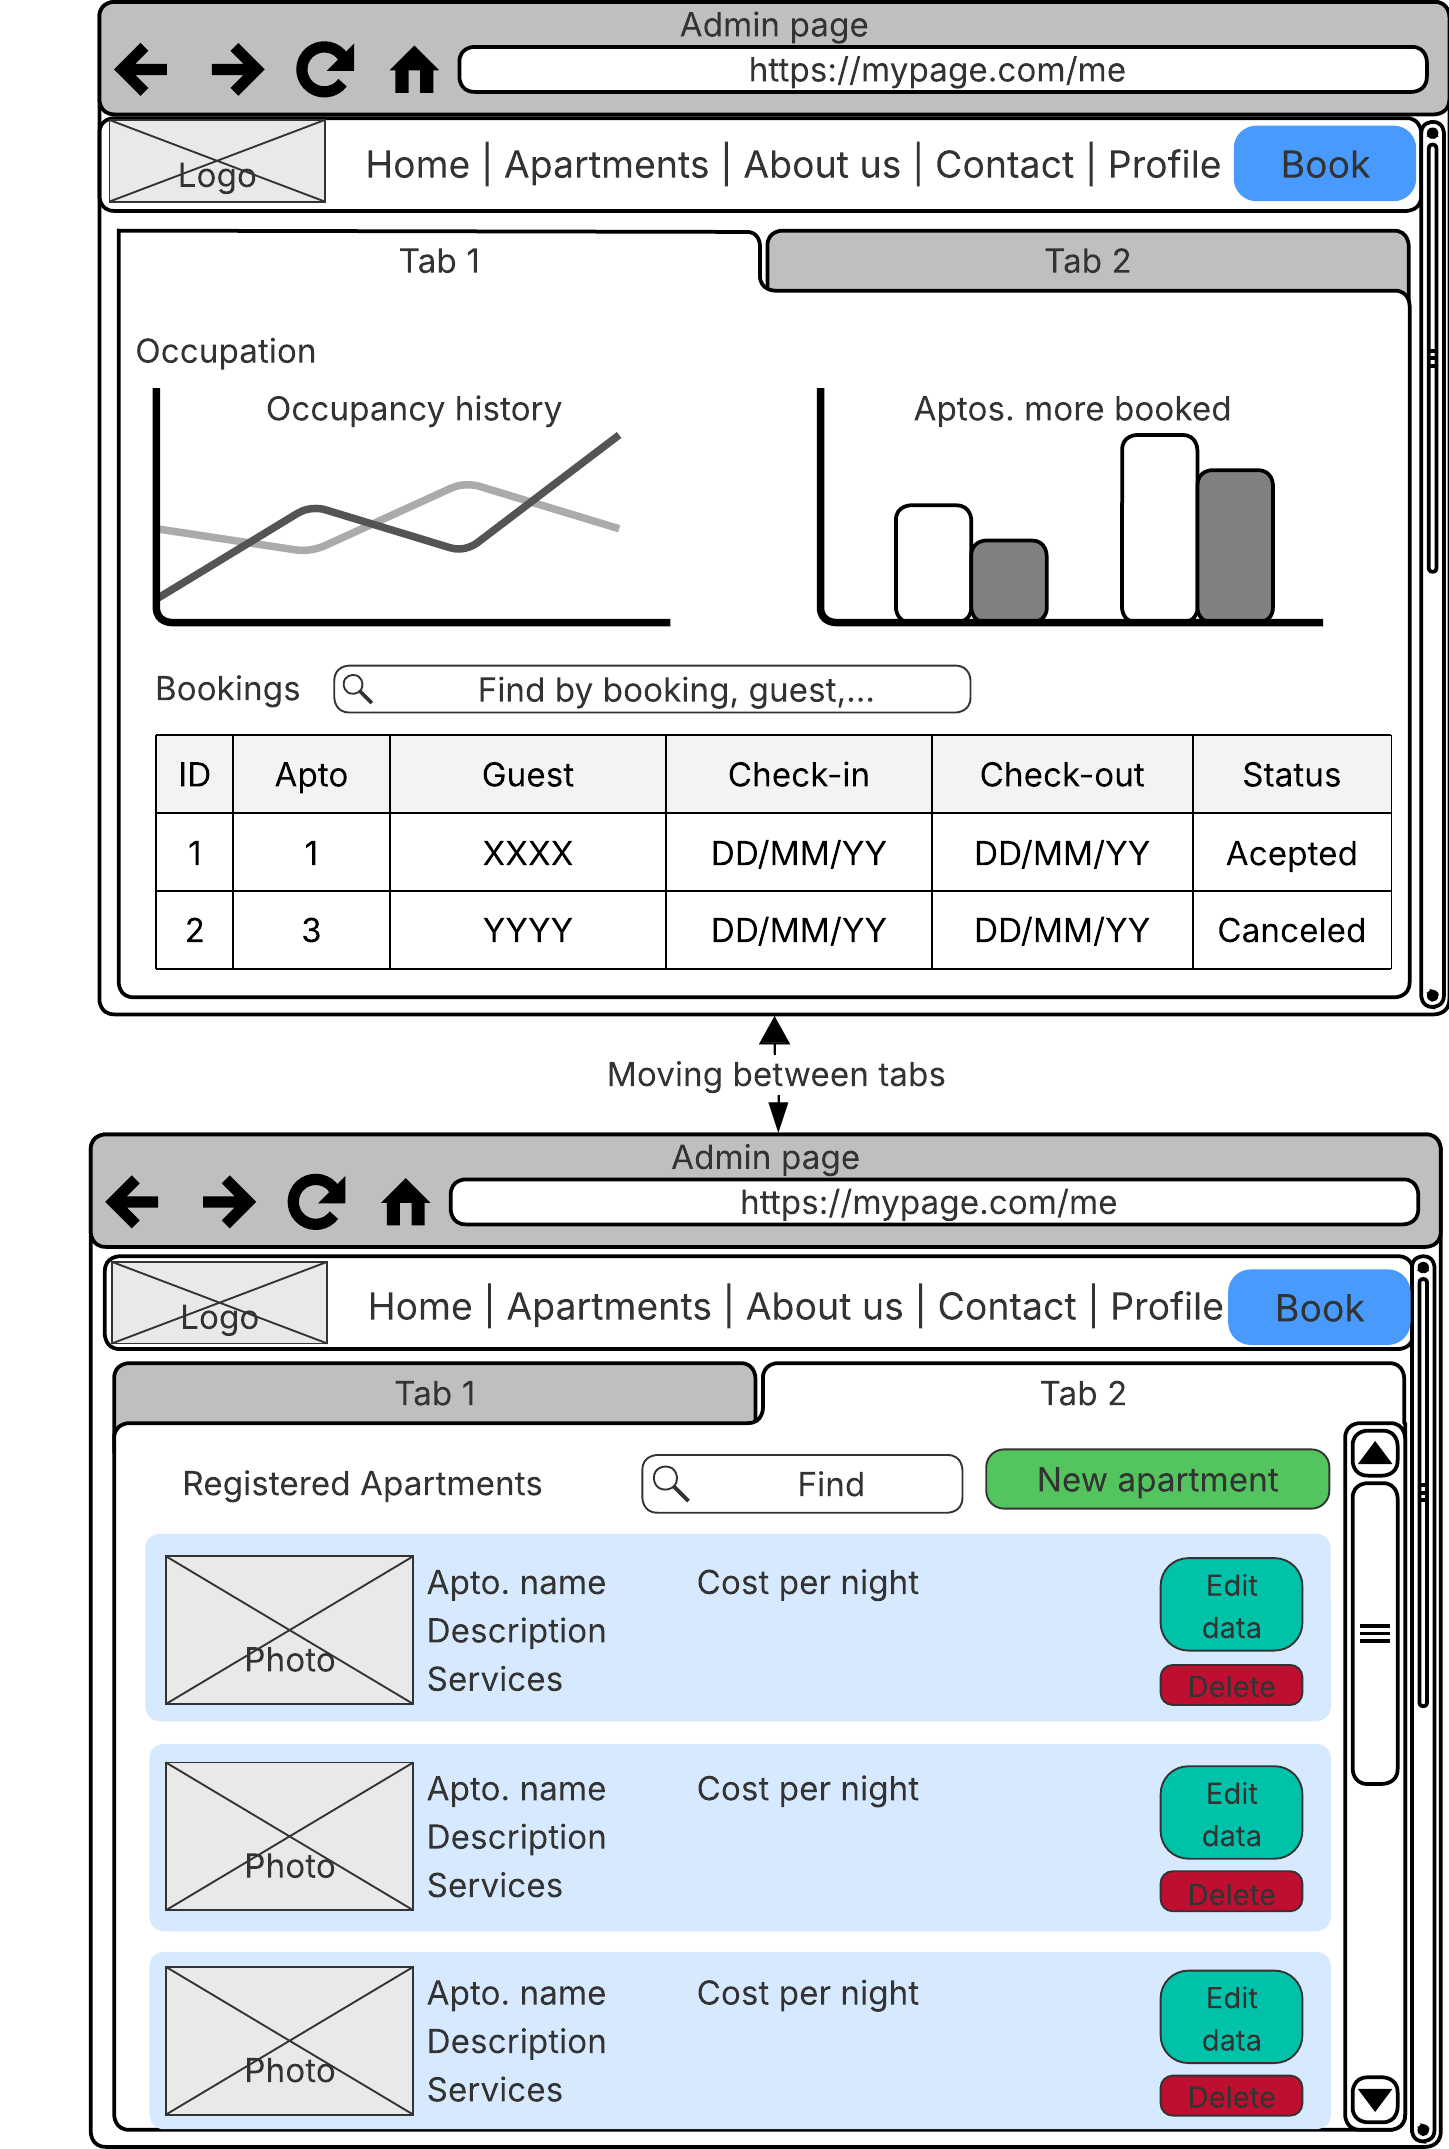 Admin page
https://mypage.com/me
Logo
Home | Apartments | About us | Contact | Profile
Book
Tab 1
Tab 2
Occupation
Occupancy history
Aptos. more booked
Bookings
Find by booking, guest,...
ID Apto Guest Check-in Check-out Status
1 1 XXXX DD/MM/YY DD/MM/YY Acepted
2 3 YYYY DD/MM/YY DD/MM/YY Canceled
Moving between tabs
Admin page
https://mypage.com/me
Logo
Home | Apartments | About us | Contact | Profile
Book
Tab 1
Tab 2
Registered Apartments
Find
New apartment
Photo
Apto. name
Description
Services
Cost per night
Edit
data
Delete
Photo
Apto. name
Description
Services
Cost per night
Edit
data
Delete
Photo
Apto. name
Description
Services
Cost per night
Edit
data
Delete